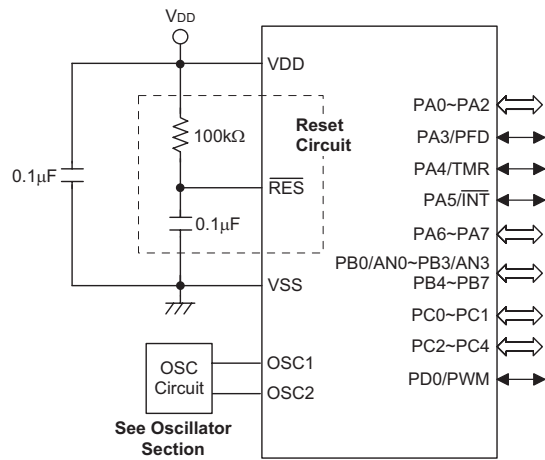 VDD
VDD
100kΩ
Reset
Circuit
0.1μF
RES
0.1μF
VSS
OSC
Circuit
OSC1
OSC2
See Oscillator
Section
PA0~PA2
PA3/PFD
PA4/TMR
PA5/INT
PA6~PA7
PB0/AN0~PB3/AN3
PB4~PB7
PC0~PC1
PC2~PC4
PD0/PWM